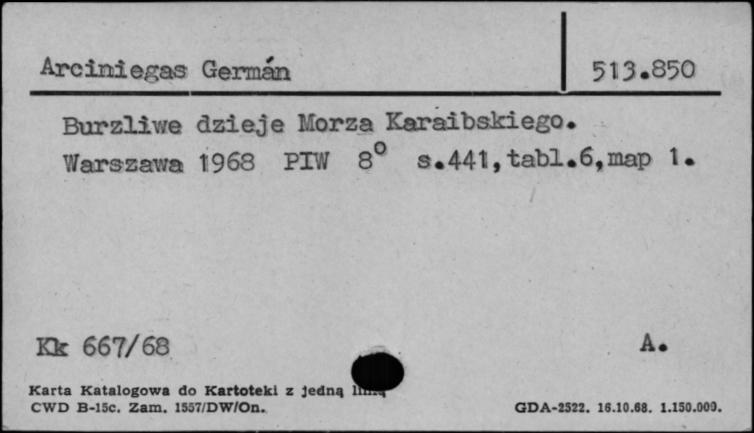 Arciniegas Germán 513.850
Burzliwe dzieje Morza Karaibskiego.
Warszawa 1968 PIW 8° s.441,tabl.6,map 1.
Kk 667/68 A.
Karta Katalogowa do Kartoteki z jedną linią
CWD B-15c. Zam. 1557/DW/On. GDA-2522. 16.10.68. 1.150.000.